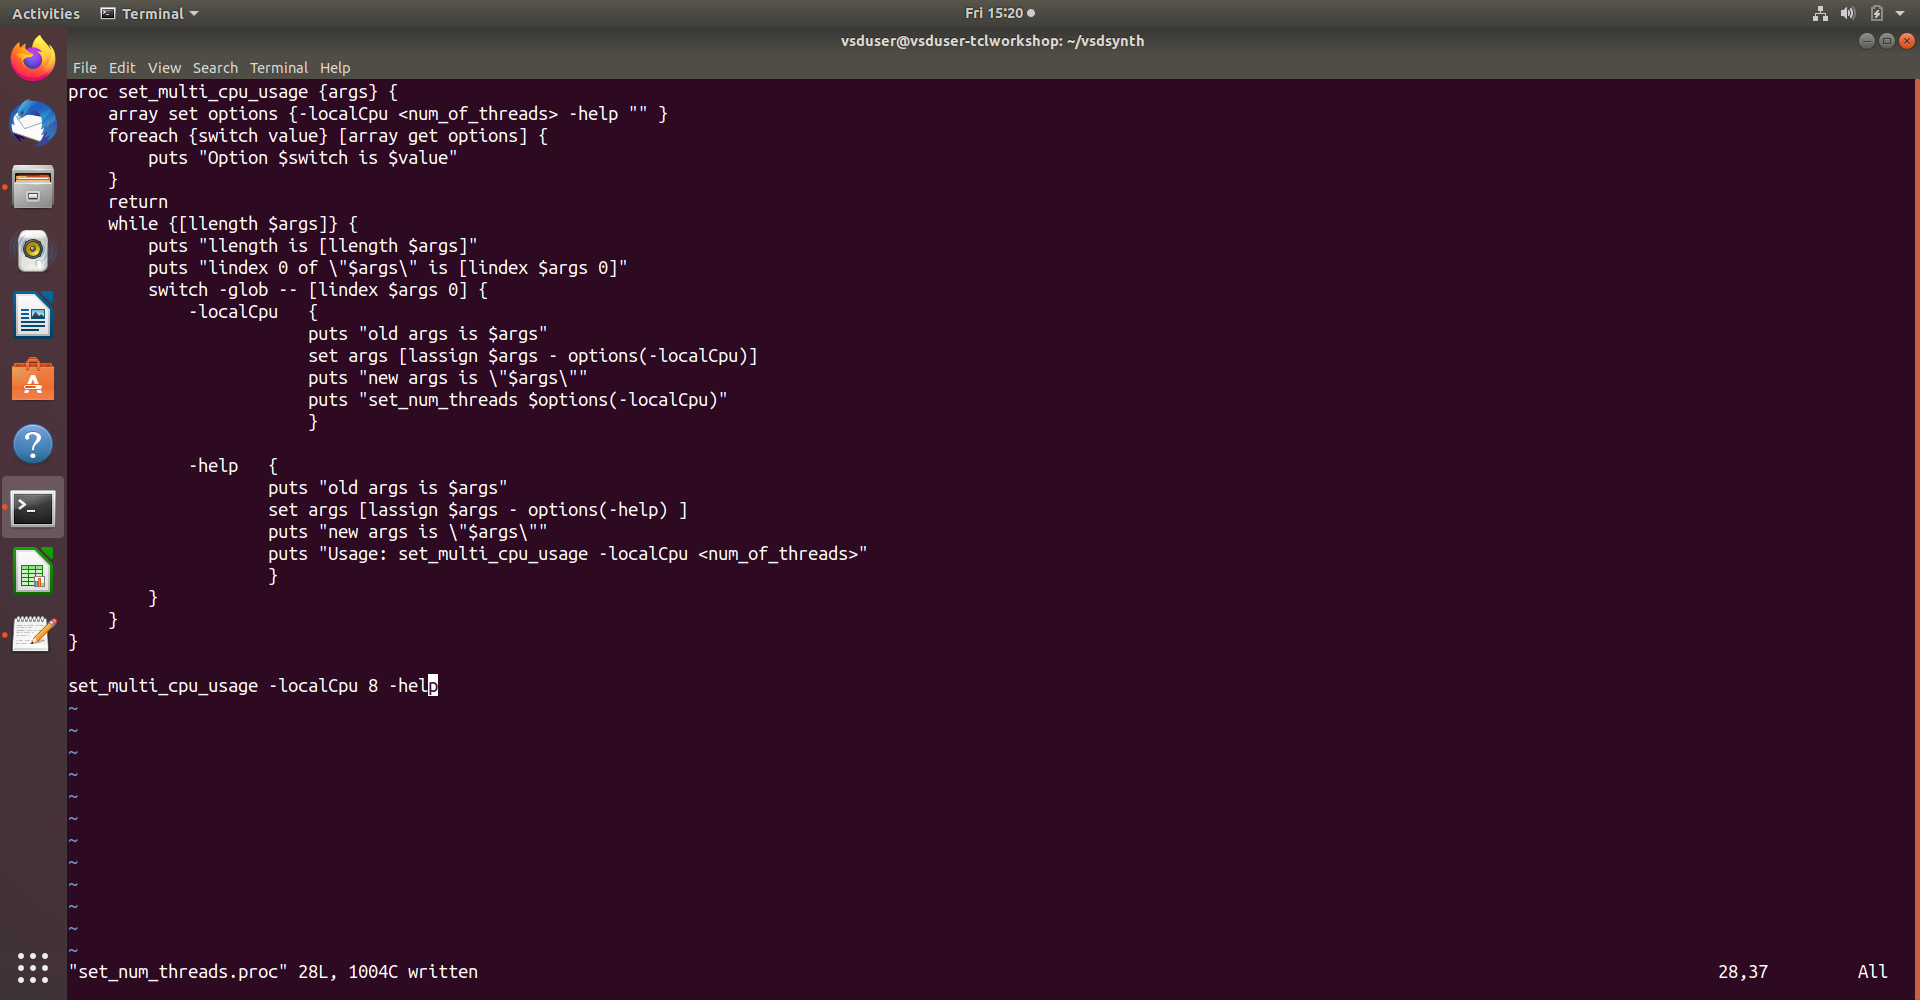 Activities Terminal Fri 15:20
vsduser@vsduser-tclworkshop: ~/vsdsynth
File Edit View Search Terminal Help
proc set_multi_cpu_usage {args} {
    array set options {-localCpu <num_of_threads> -help "" }
    foreach {switch value} [array get options] {
        puts "Option $switch is $value"
    }
    return
    while {[llength $args]} {
        puts "llength is [llength $args]"
        puts "lindex 0 of \"$args\" is [lindex $args 0]"
        switch -glob -- [lindex $args 0] {
            -localCpu   {
                        puts "old args is $args"
                        set args [lassign $args - options(-localCpu)]
                        puts "new args is \"$args\""
                        puts "set_num_threads $options(-localCpu)"
                        }

            -help   {
                    puts "old args is $args"
                    set args [lassign $args - options(-help) ]
                    puts "new args is \"$args\""
                    puts "Usage: set_multi_cpu_usage -localCpu <num_of_threads>"
                    }
        }
    }
}

set_multi_cpu_usage -localCpu 8 -help
~
~
~
~
~
~
~
~
~
~
~
~
"set_num_threads.proc" 28L, 1004C written 28,37 All